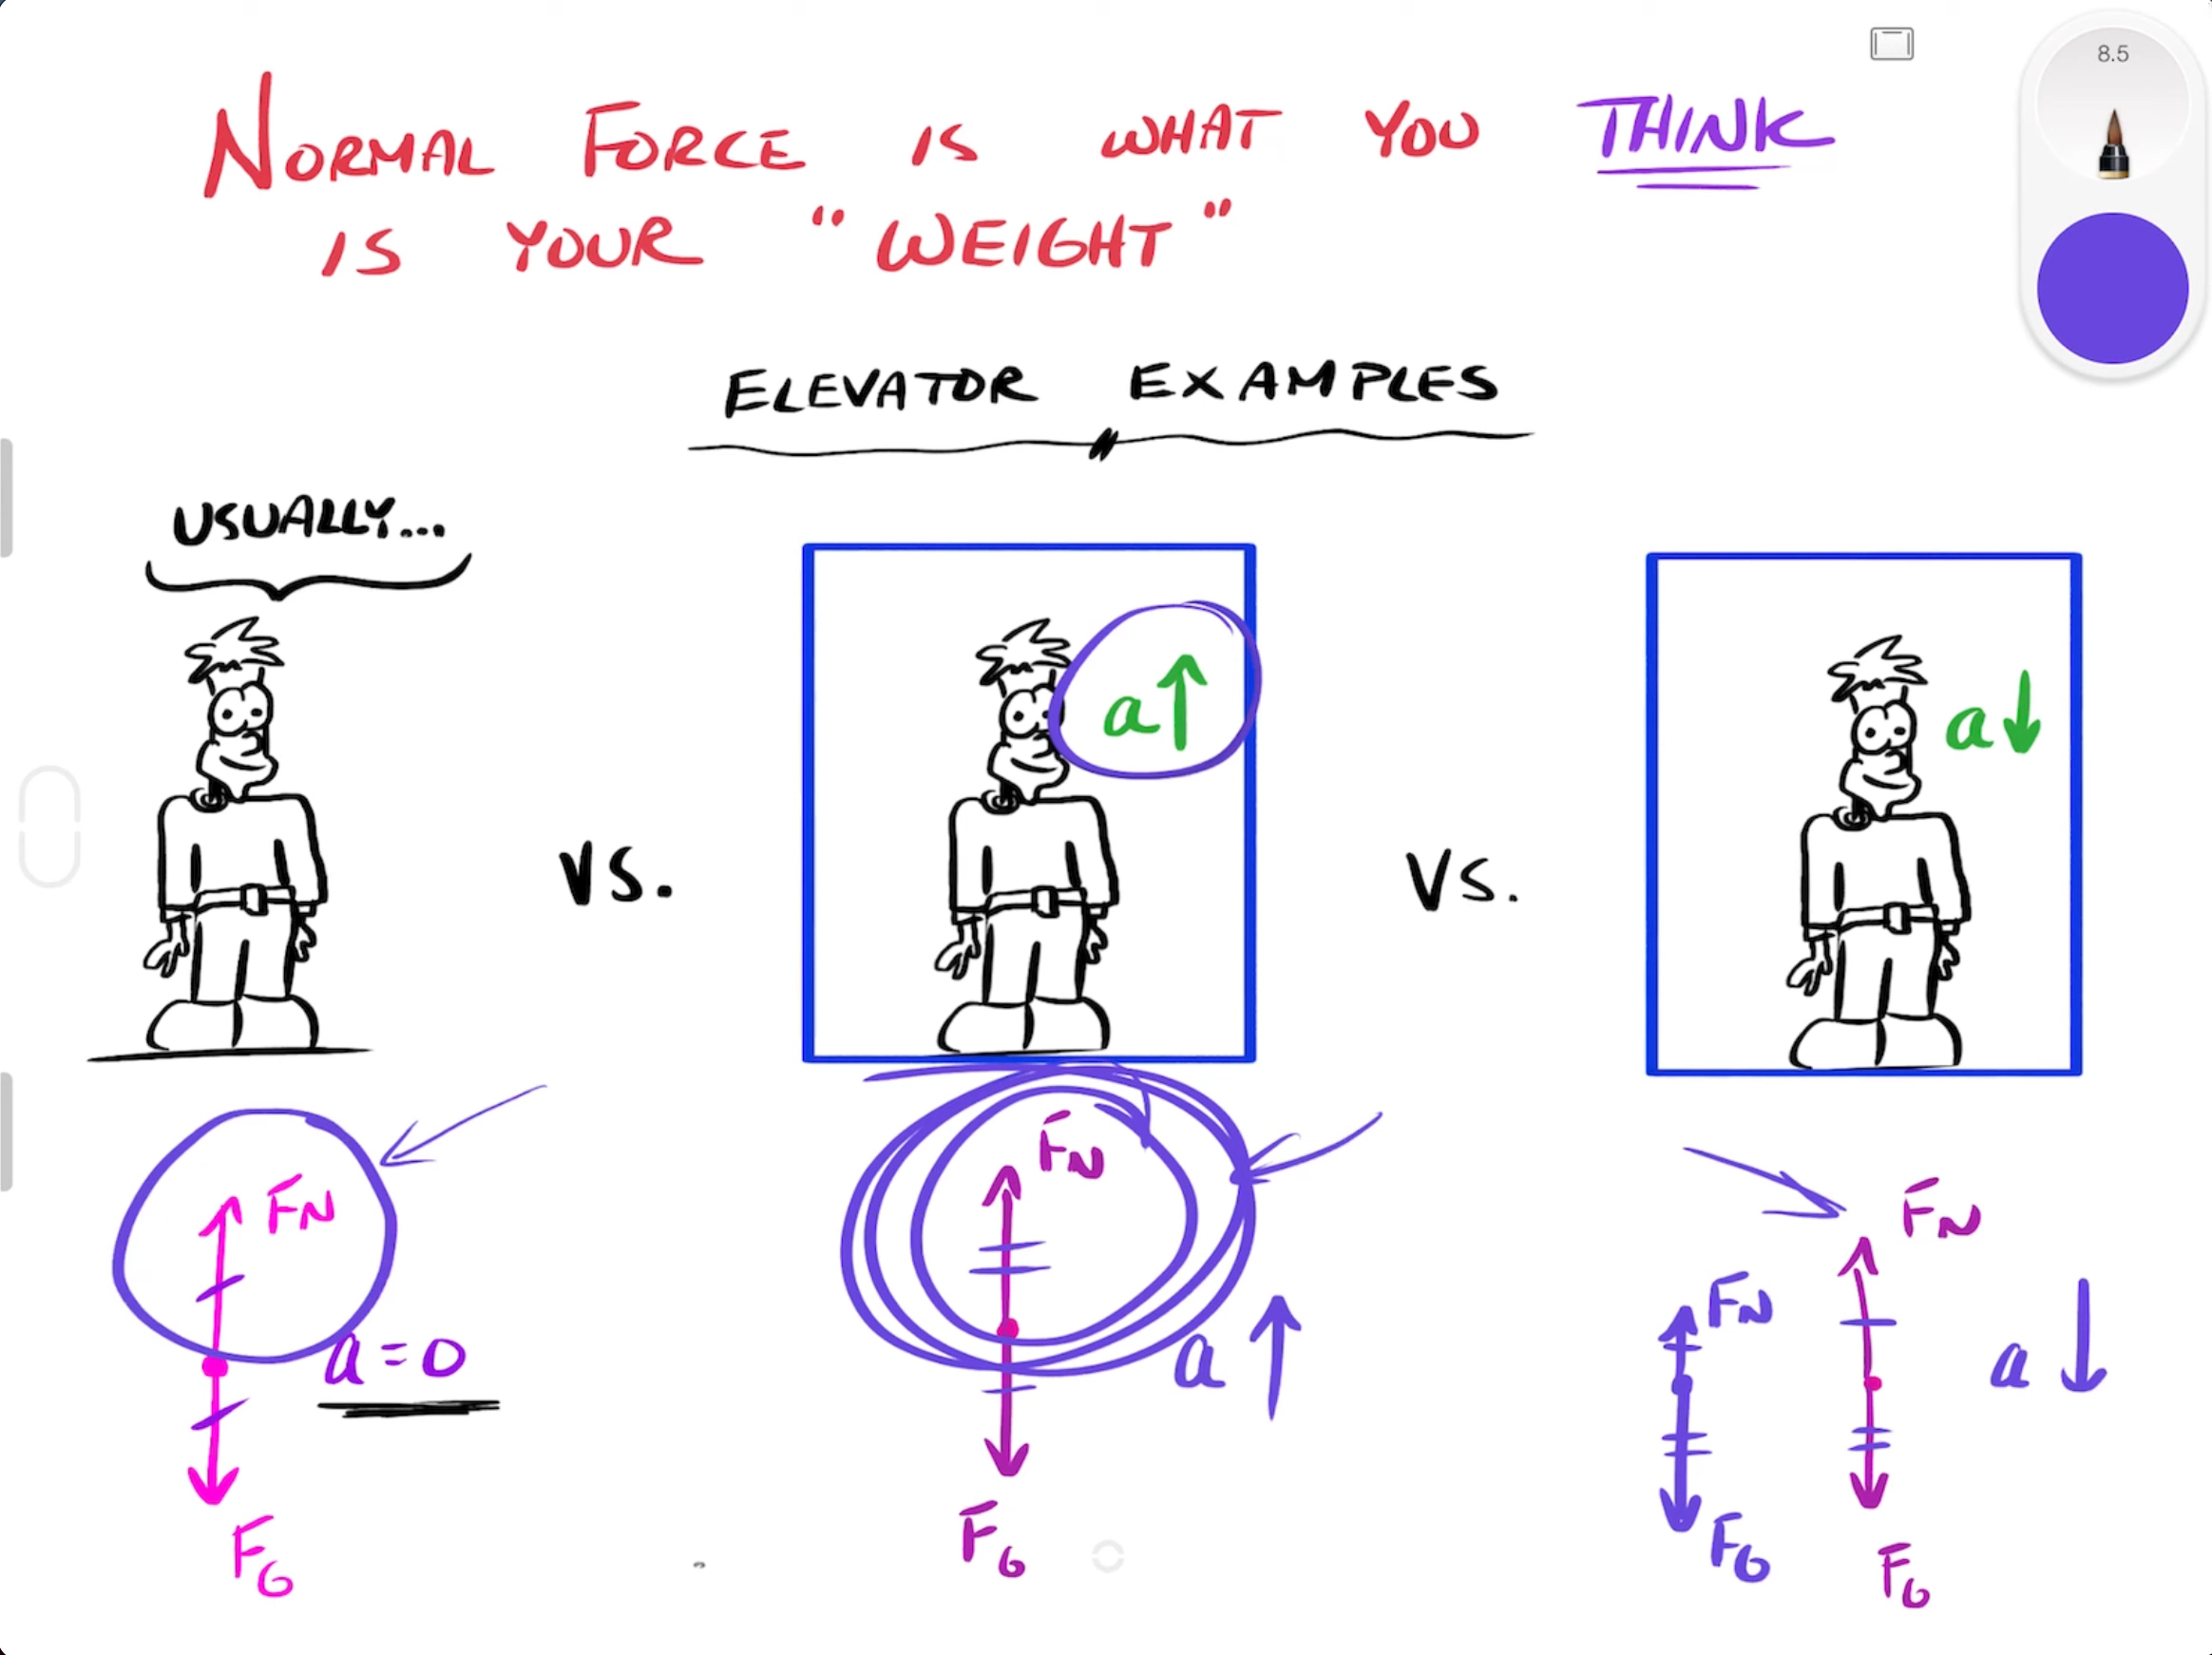 8.5
NORMAL FORCE IS WHAT YOU THINK
IS YOUR "WEIGHT"
ELEVATOR EXAMPLES
USUALLY...
a
a
VS.
VS.
FN
FN
FN
FN
a = 0
a
a
FG
FG
FG
FG